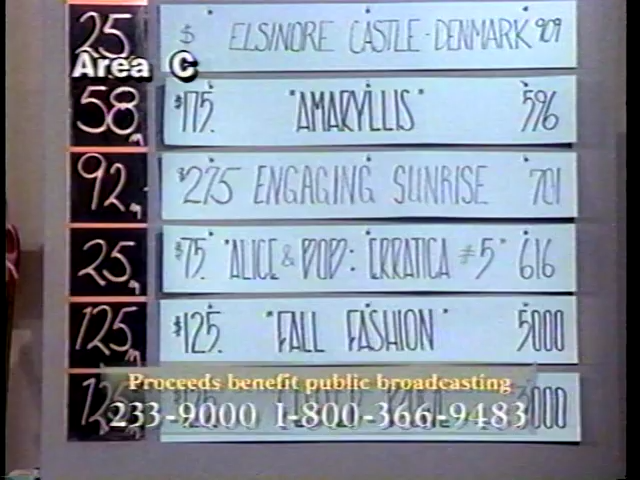 25 $ ELSINORE CASTLE - DENMARK 909
Area C
58 $175. "AMARYLLIS" 596
92 $275 ENGAGING SUNRISE 701
25 $75. "ALICE & POP: ERRATICA #5" 616
125 $125. "FALL FASHION" 5000
Proceeds benefit public broadcasting
233-9000 1-800-366-9483